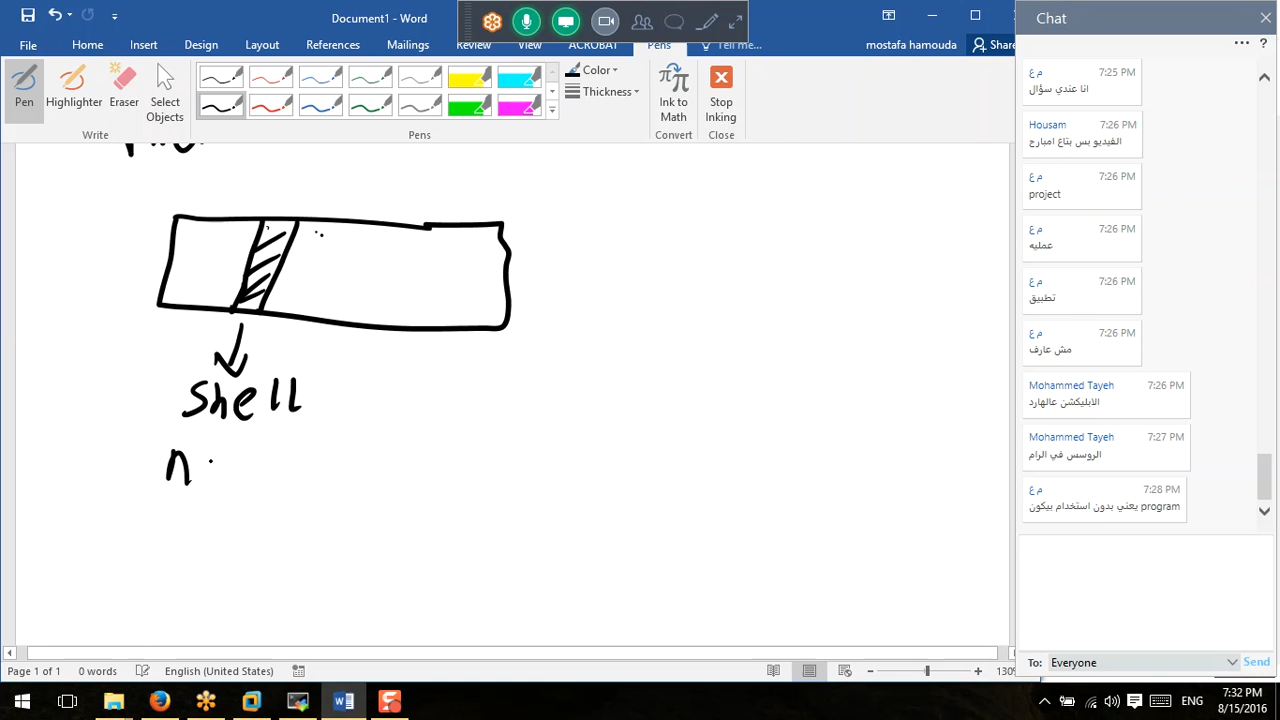 Document1 - Word
Chat
File
Home
Insert
Design
Layout
References
Mailings
Review
View
ACROBAT
Pens
Tell me...
mostafa hamouda
Share
Pen
Highlighter
Eraser
Select Objects
Color
Thickness
Ink to Math
Stop Inking
Write
Pens
Convert
Close
Shell
n
م ع 7:25 PM
انا عندي سؤال
Housam 7:26 PM
الفيديو بس بتاع امبارح
م ع 7:26 PM
project
م ع 7:26 PM
عمليه
م ع 7:26 PM
تطبيق
م ع 7:26 PM
مش عارف
Mohammed Tayeh 7:26 PM
الابليكشن عالهارد
Mohammed Tayeh 7:27 PM
الروسس في الرام
م ع 7:28 PM
يعني بدون استخدام بيكون program
To: Everyone
Send
Page 1 of 1
0 words
English (United States)
130%
ENG
7:32 PM
8/15/2016